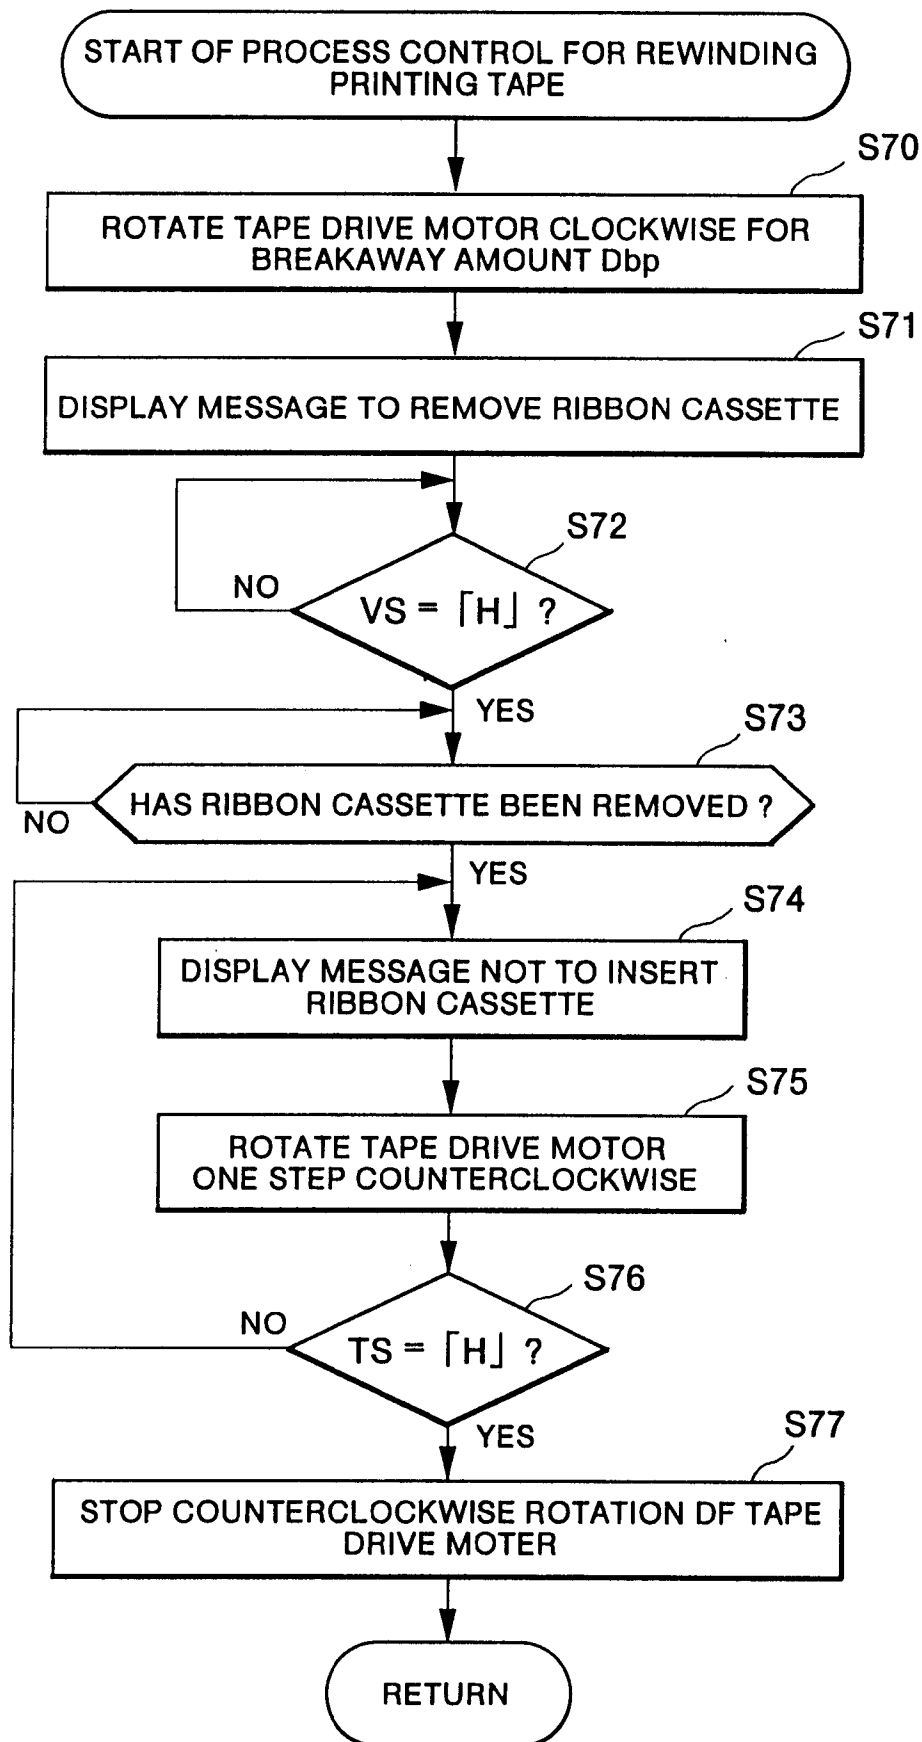 START OF PROCESS CONTROL FOR REWINDING
PRINTING TAPE
S70
ROTATE TAPE DRIVE MOTOR CLOCKWISE FOR
BREAKAWAY AMOUNT Dbp
S71
DISPLAY MESSAGE TO REMOVE RIBBON CASSETTE
S72
NO
VS = ⌈H⌋ ?
YES
S73
HAS RIBBON CASSETTE BEEN REMOVED ?
NO
YES
S74
DISPLAY MESSAGE NOT TO INSERT
RIBBON CASSETTE
S75
ROTATE TAPE DRIVE MOTOR
ONE STEP COUNTERCLOCKWISE
S76
NO
TS = ⌈H⌋ ?
YES
S77
STOP COUNTERCLOCKWISE ROTATION DF TAPE
DRIVE MOTER
RETURN